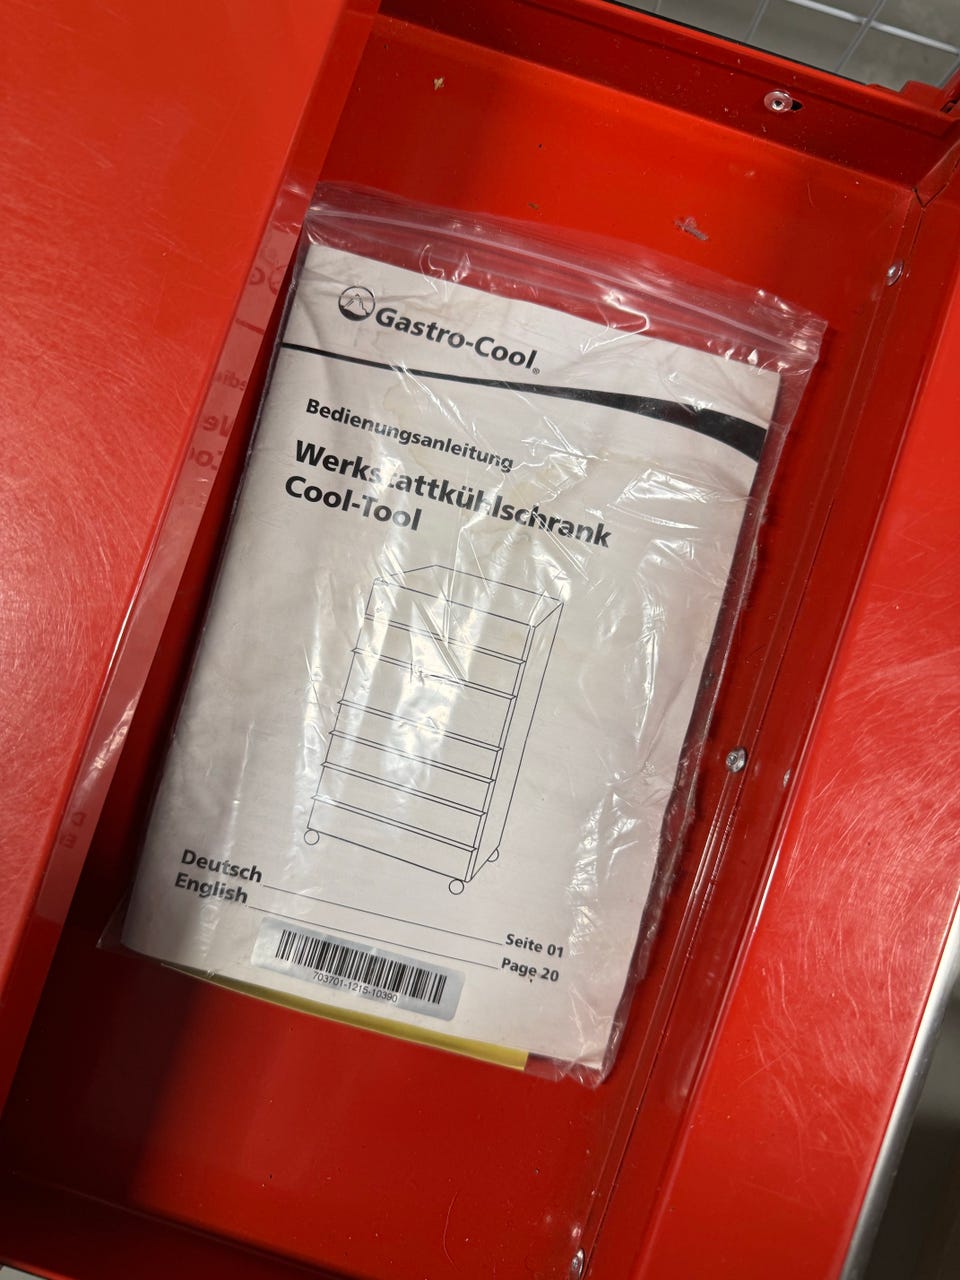 Gastro-Cool®
Bedienungsanleitung
Werkstattkühlschrank
Cool-Tool
Deutsch Seite 01
English Page 20
703701-1215-10390